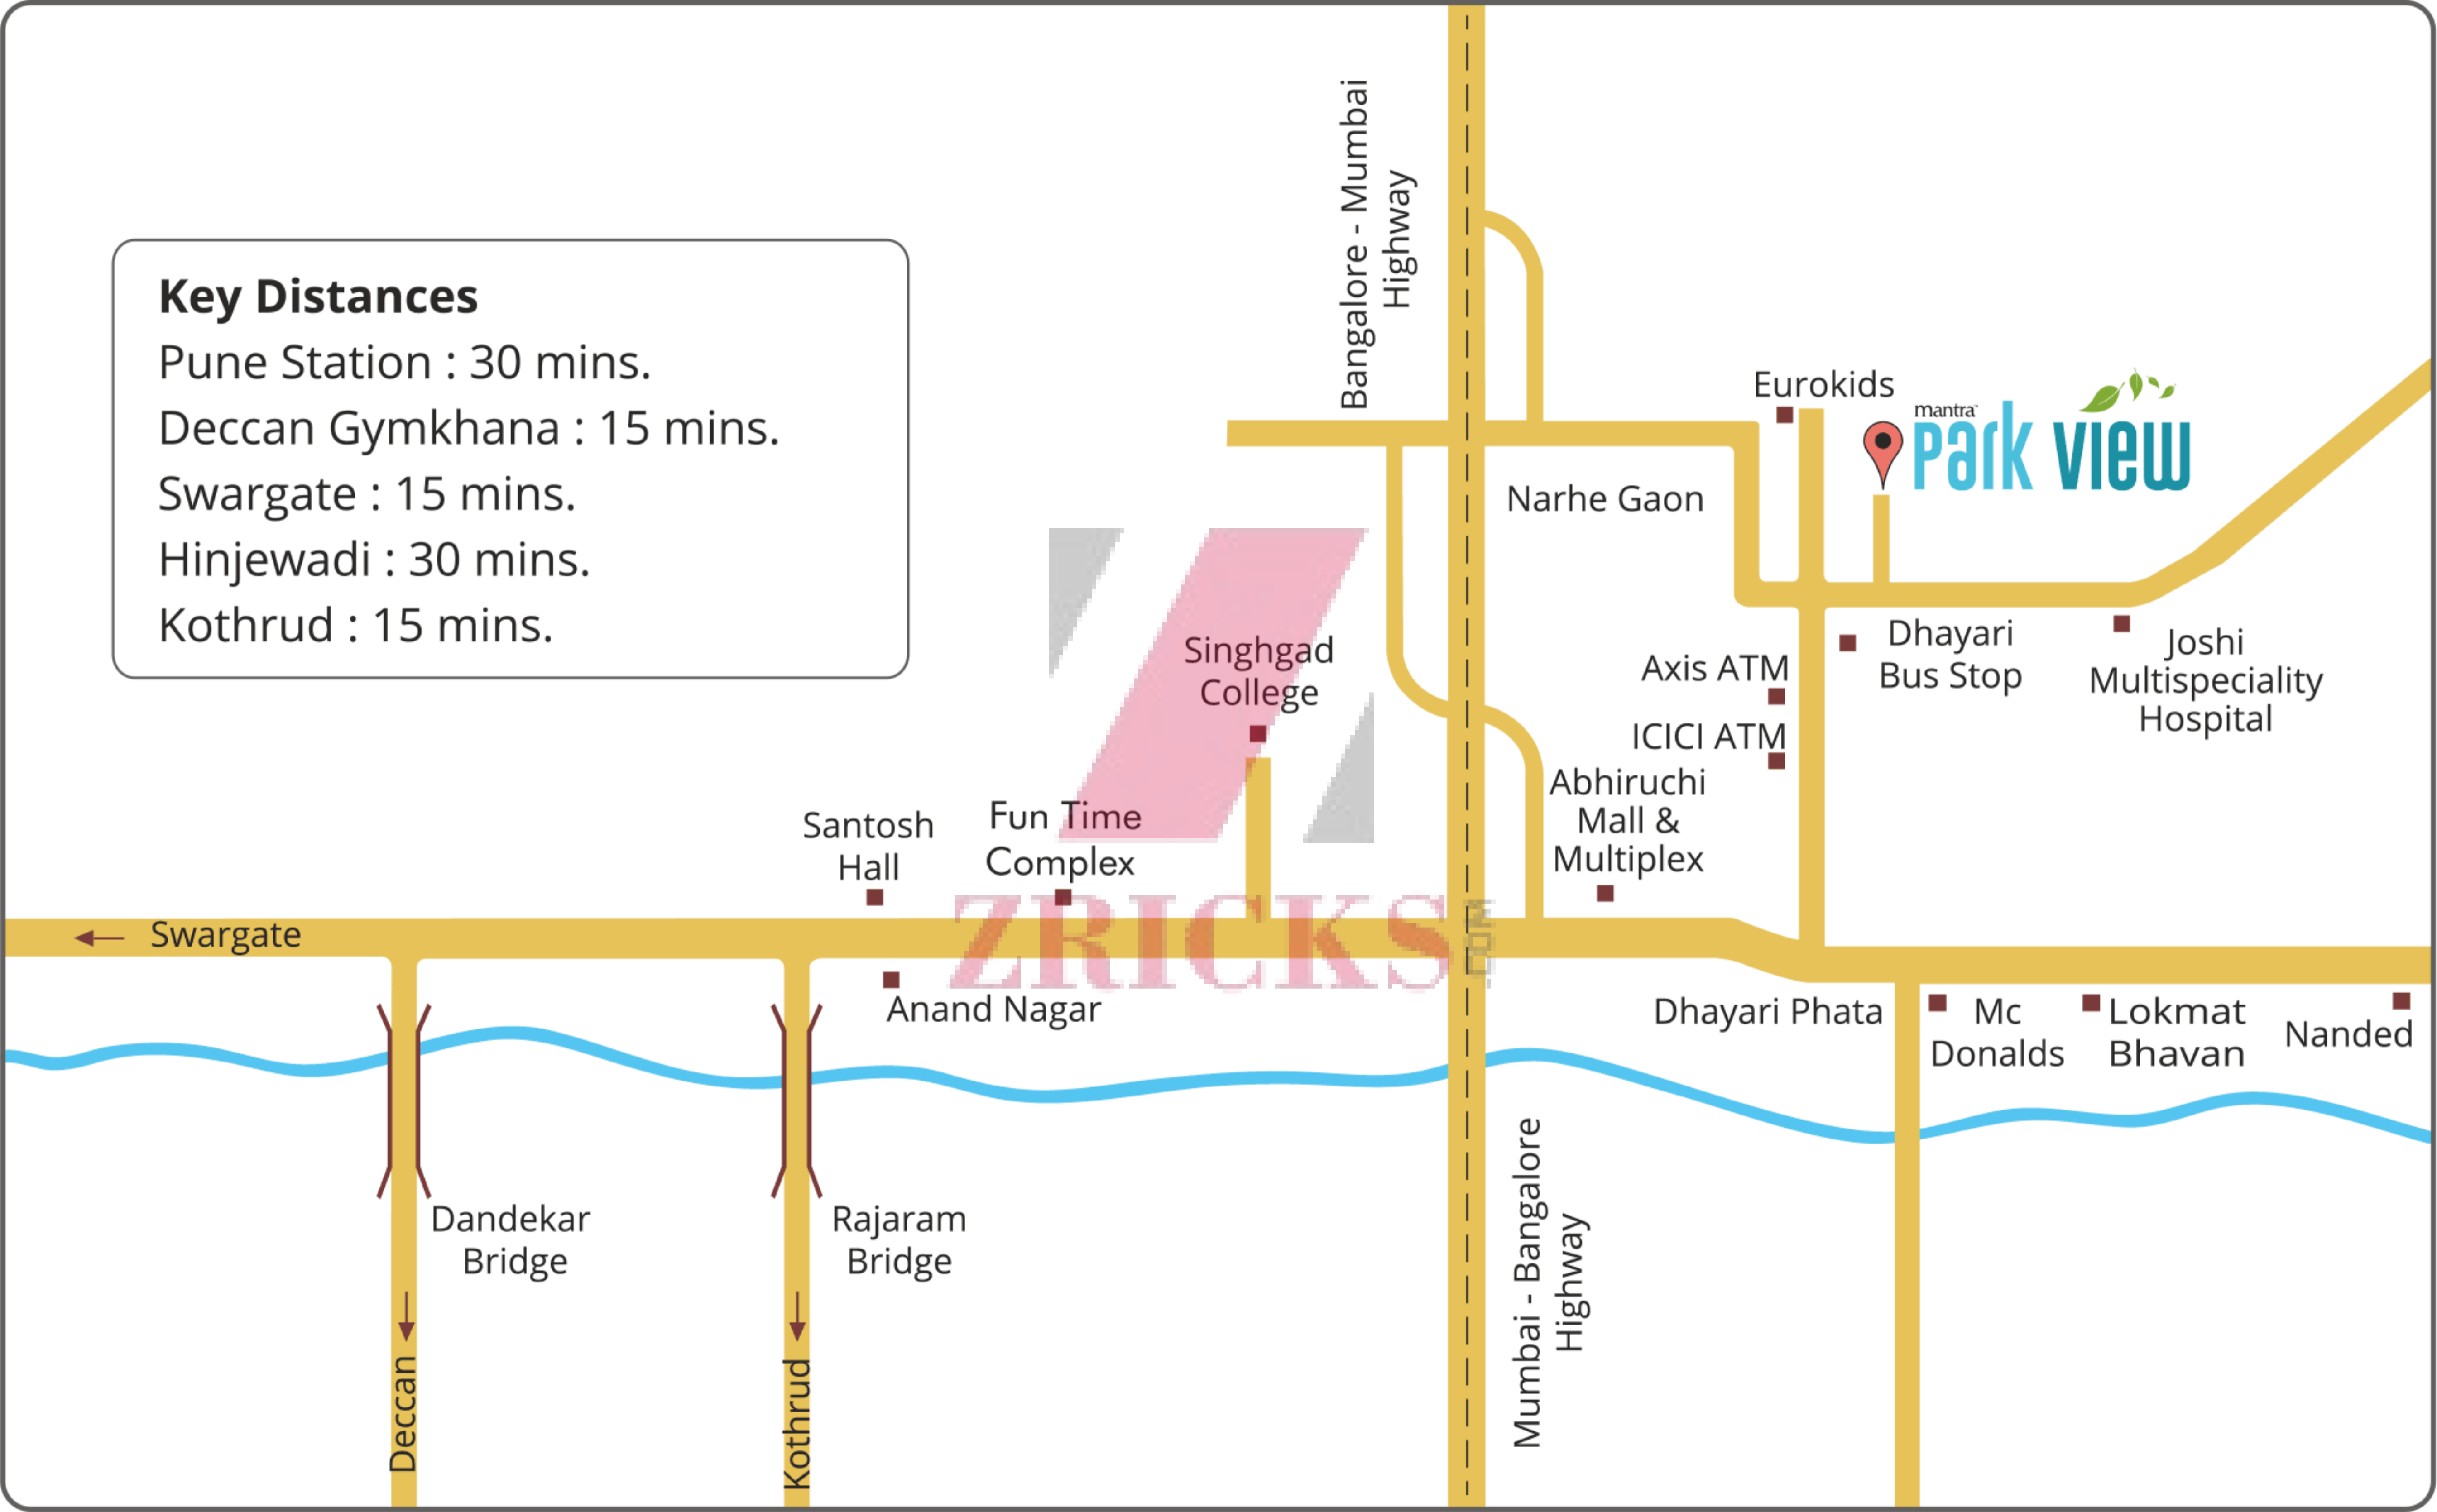 Bangalore - Mumbai
Highway
Key Distances
Pune Station : 30 mins.
Deccan Gymkhana : 15 mins.
Swargate : 15 mins.
Hinjewadi : 30 mins.
Kothrud : 15 mins.
Eurokids
mantra™
park view
Narhe Gaon
Singhgad
College
Axis ATM
ICICI ATM
Dhayari
Bus Stop
Joshi
Multispeciality
Hospital
Abhiruchi
Mall &
Multiplex
Santosh
Hall
Fun Time
Complex
ZRICKS
.COM
Swargate
Anand Nagar
Dhayari Phata
Mc
Donalds
Lokmat
Bhavan
Nanded
Dandekar
Bridge
Rajaram
Bridge
Mumbai - Bangalore
Highway
Deccan
Kothrud